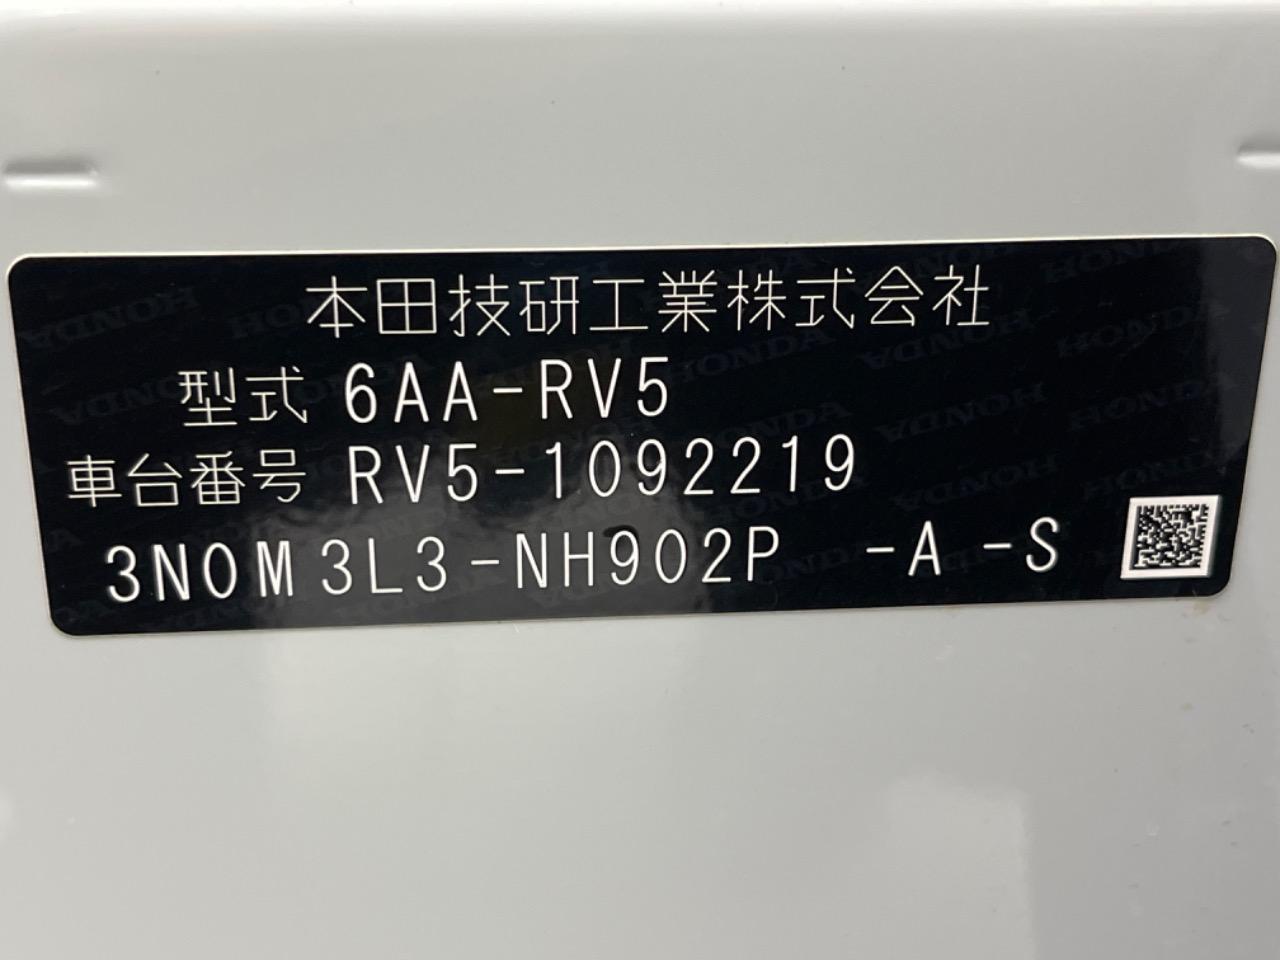 本田技研工業株式会社
型式 6AA-RV5
車台番号 RV5-1092219
3N0M3L3-NH902P -A -S